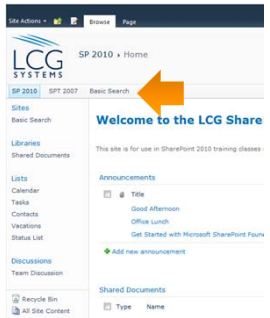 Site Actions
Browse
Page
LCG
SYSTEMS
SP 2010 › Home
SP 2010
SPT 2007
Basic Search
Sites
Basic Search
Libraries
Shared Documents
Lists
Calendar
Tasks
Contacts
Vacations
Status List
Discussions
Team Discussion
Recycle Bin
All Site Content
Welcome to the LCG Share
This site is for use in SharePoint 2010 training classes
Announcements
Title
Good Afternoon
Office Lunch
Get Started with Microsoft SharePoint Foun
Add new announcement
Shared Documents
Type
Name